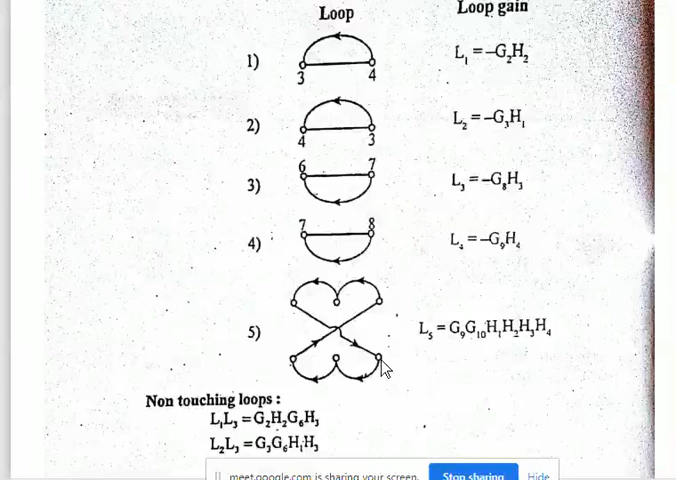 Loop Loop gain
1) 3 4 L₁ = –G₂H₂
2) 4 3 L₂ = –G₃H₁
3) 6 7 L₃ = –G₈H₃
4) 7 8 L₄ = –G₉H₄
5) L₅ = G₉G₁₀H₁H₂H₃H₄
Non touching loops :
L₁L₃ = G₂H₂G₆H₃
L₂L₃ = G₃G₆H₁H₃
meet.google.com is sharing your screen. Stop sharing Hide